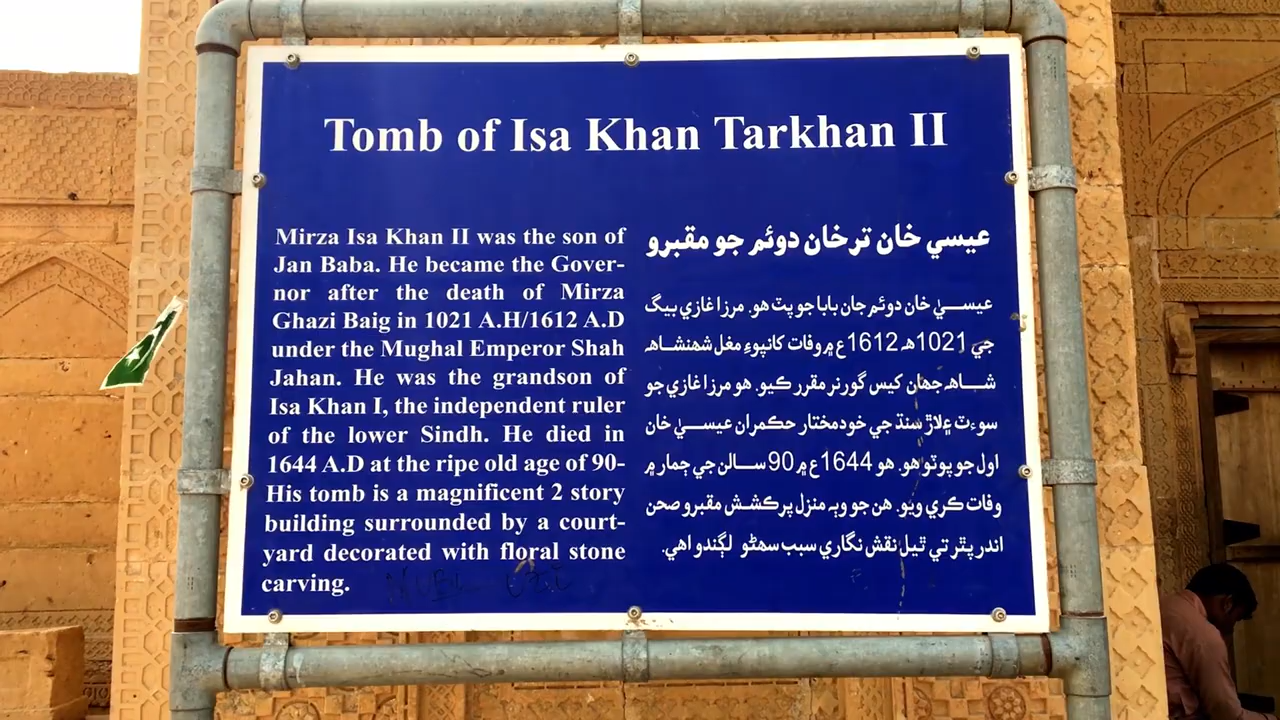 Tomb of Isa Khan Tarkhan II
Mirza Isa Khan II was the son of
Jan Baba. He became the Gover-
nor after the death of Mirza
Ghazi Baig in 1021 A.H/1612 A.D
under the Mughal Emperor Shah
Jahan. He was the grandson of
Isa Khan I, the independent ruler
of the lower Sindh. He died in
1644 A.D at the ripe old age of 90-
His tomb is a magnificent 2 story
building surrounded by a court-
yard decorated with floral stone
carving.
عيسي خان ترخان دوئم جو مقبرو
عيسيٰ خان دوئم جان بابا جو پٽ هو. مرزا غازي بيگ
جي 1021هه 1612ع ۾ وفات کانپوءِ مغل شهنشاهه
شاهه جهان کيس گورنر مقرر ڪيو. هو مرزا غازي جو
سوءٽ ۽ لاڙ سنڌ جي خودمختار حڪمران عيسيٰ خان
اول جو پوٽو هو. هو 1644ع ۾ 90 سالن جي ڄمار ۾
وفات ڪري ويو. هن جو وٻه منزل پرڪشش مقبرو صحن
اندر پٿر تي ٿيل نقش نگاري سبب سهڻو لڳندو اهي.